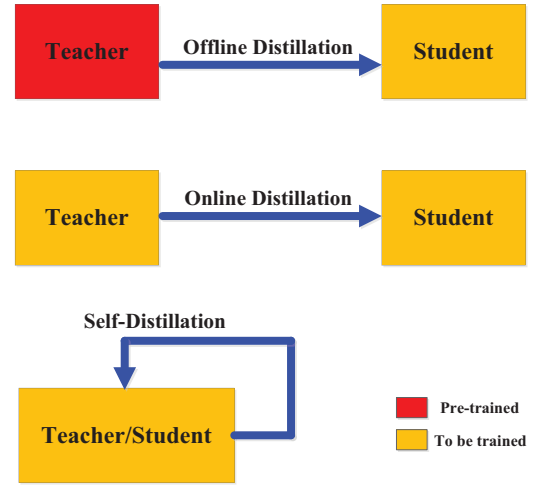 Teacher
Offline Distillation
Student
Teacher
Online Distillation
Student
Self-Distillation
Teacher/Student
Pre-trained
To be trained